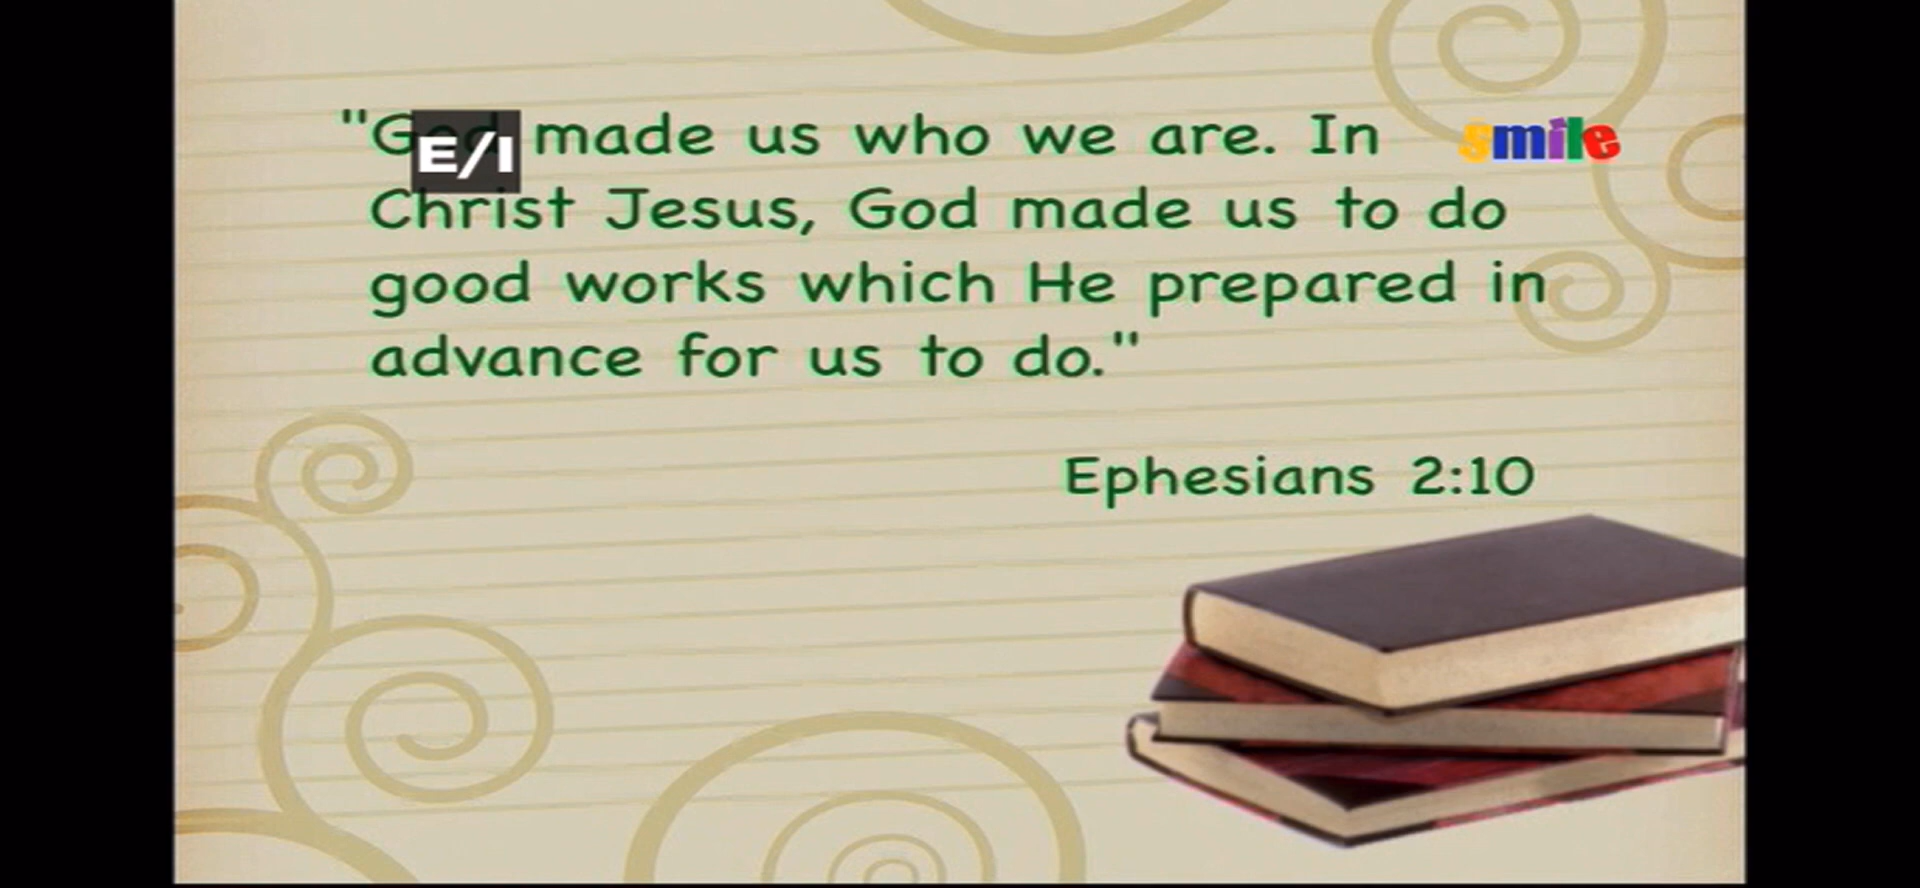 "God made us who we are. In
Christ Jesus, God made us to do
good works which He prepared in
advance for us to do."
Ephesians 2:10
E/I
smile